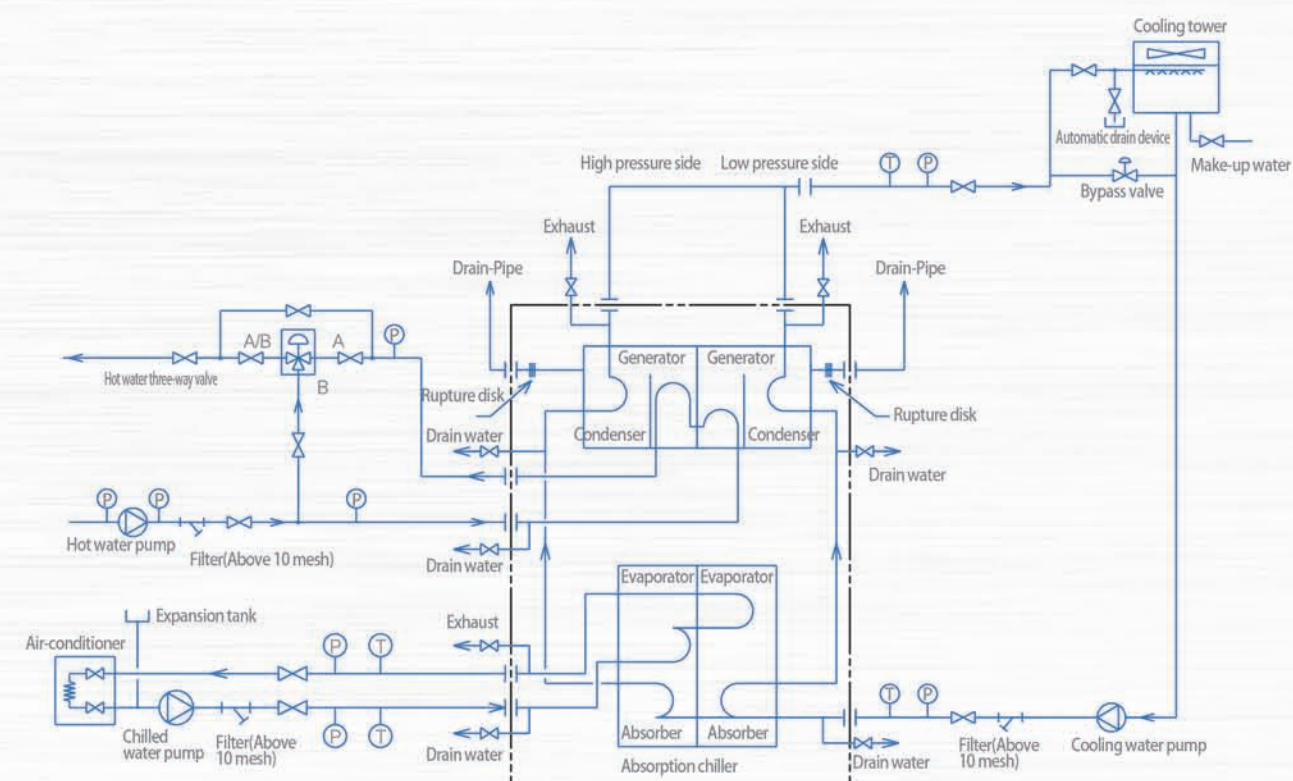 Cooling tower
Automatic drain device
Make-up water
High pressure side
Low pressure side
T
P
Bypass valve
Exhaust
Exhaust
Drain-Pipe
Drain-Pipe
A/B
A
P
Hot water three-way valve
B
Generator
Generator
Rupture disk
Rupture disk
Condenser
Condenser
Drain water
Drain water
P
P
P
Hot water pump
Filter(Above 10 mesh)
Drain water
Evaporator
Evaporator
Expansion tank
Exhaust
Air-conditioner
P
T
T
P
Absorber
Absorber
Chilled
water pump
Filter(Above
10 mesh)
P
T
Drain water
Absorption chiller
Drain water
Filter(Above
10 mesh)
Cooling water pump